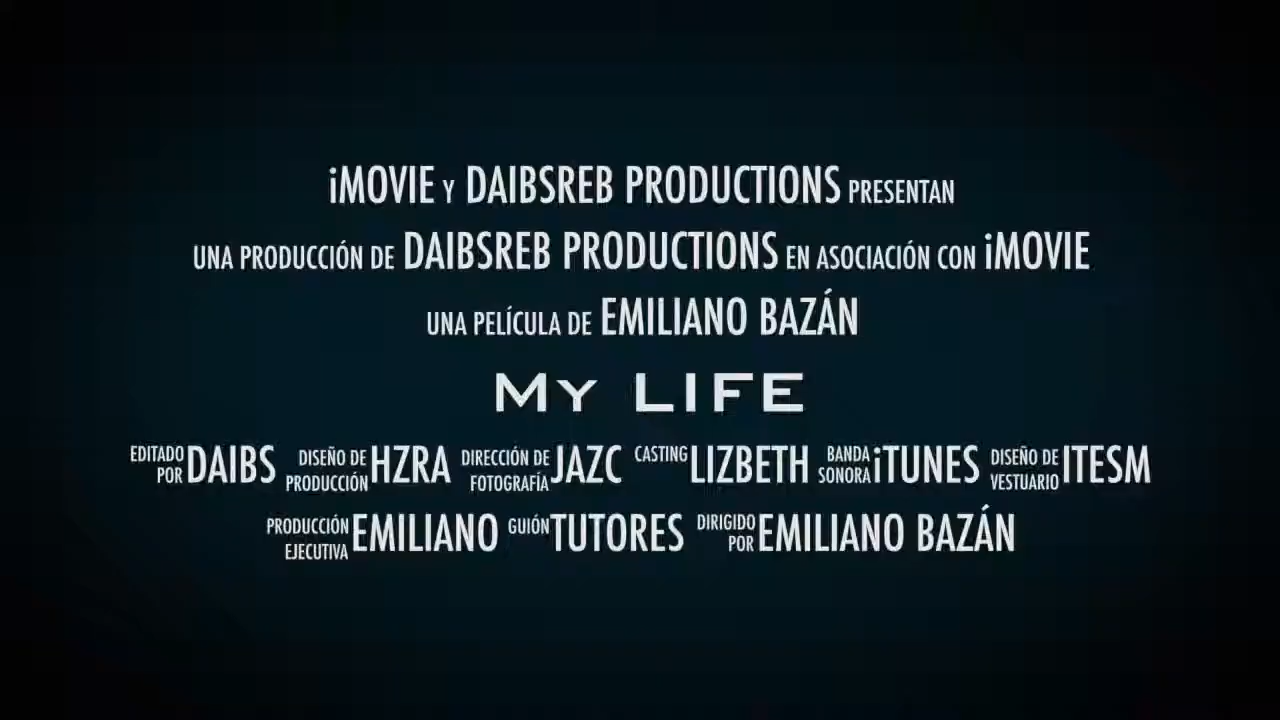 iMOVIE Y DAIBSREB PRODUCTIONS PRESENTAN
UNA PRODUCCIÓN DE DAIBSREB PRODUCTIONS EN ASOCIACIÓN CON iMOVIE
UNA PELÍCULA DE EMILIANO BAZÁN
MY LIFE
EDITADO POR DAIBS DISEÑO DE PRODUCCIÓN HZRA DIRECCIÓN DE FOTOGRAFÍA JAZC CASTING LIZBETH BANDA SONORA iTUNES DISEÑO DE VESTUARIO ITESM
PRODUCCIÓN EJECUTIVA EMILIANO GUIÓN TUTORES DIRIGIDO POR EMILIANO BAZÁN